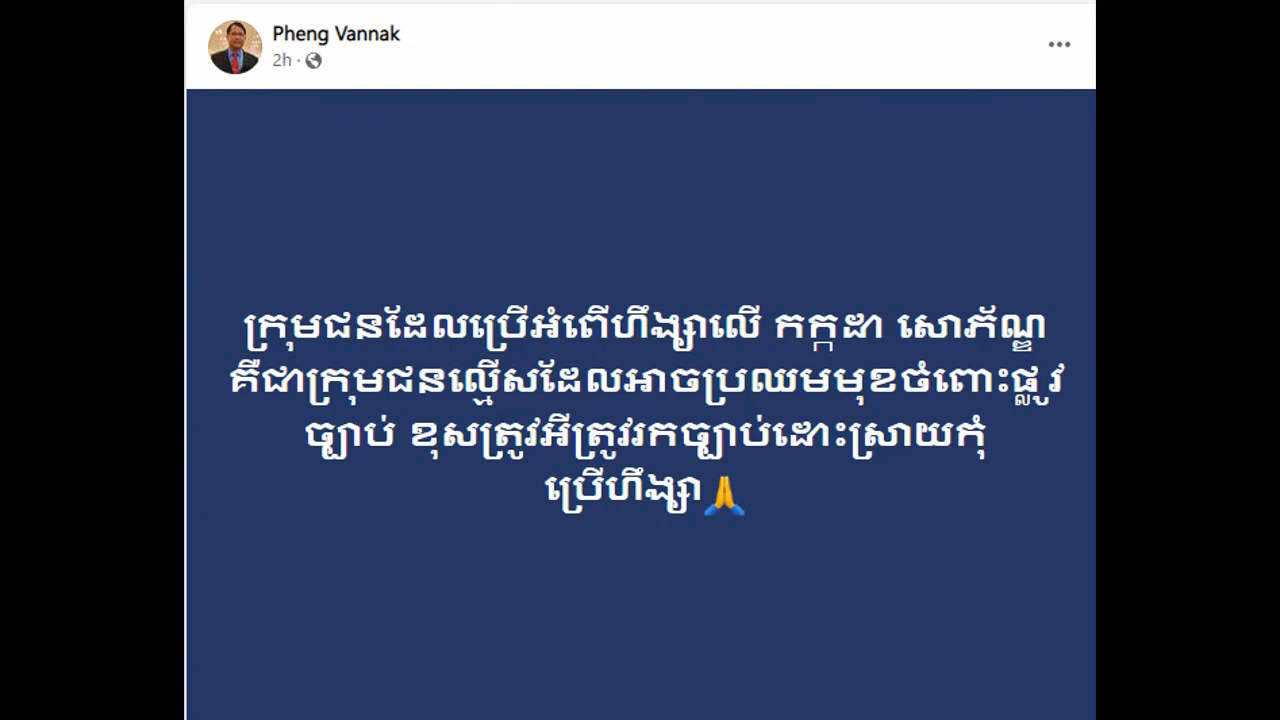 Pheng Vannak
2h ·
ក្រុមជនដែលប្រើអំពើហឹង្សាលើ កក្កដា សោភ័ណ្ឌ
គឺជាក្រុមជនល្មើសដែលអាចប្រឈមមុខចំពោះផ្លូវ
ច្បាប់ ខុសត្រូវអីត្រូវរកច្បាប់ដោះស្រាយកុំ
ប្រើហឹង្សា🙏